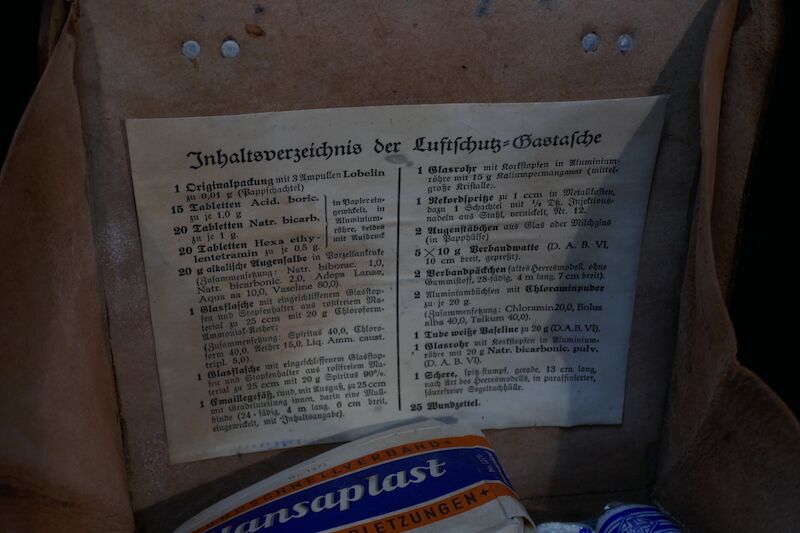 Inhaltsverzeichnis der Luftschutz=Gastasche
1 Originalpackung mit 3 Ampullen Lobelin
zu 0,01 g (Pappschachtel)
15 Tabletten Acid. boric.
zu je 1,0 g
20 Tabletten Natr. bicarb.
zu je 1 g.
20 Tabletten Hexa ethy-
lentetramin zu je 0,5 g
in Papier ein-
gewickelt, in
Aluminium-
röhre, beides
mit Aufdruck
20 g alkalische Augensalbe in Porzellankruke
(Zusammensetzung: Natr. biborac. 1,0,
Natr. bicarbonic. 2,0, Adeps Lanae,
Aqua aa 10,0, Vaseline 80,0).
1 Glasflasche mit eingeschliffenem Glasstop-
fen und Stopfenhalter aus rostfreiem Ma-
terial zu 25 ccm mit 20 g Chloroform-
Ammoniak-Aether;
(Zusammensetzung: Spiritus 40,0, Chloro-
form 40,0, Aether 15,0, Liq. Amm. caust.
tripl. 5,0).
1 Glasflasche mit eingeschliffenem Glasstop-
fen und Stopfenhalter aus rostfreiem Ma-
terial zu 25 ccm mit 20 g Spiritus 90%.
1 Emaillegefäß, rund, mit Ausguß, zu 25 ccm
mit Gradeinteilung innen, darin eine Mull-
binde (24-fädig, 4 m lang, 6 cm breit,
eingewickelt, mit Inhaltsangabe).
1 Glasrohr mit Korkstopfen in Aluminium-
röhre mit 15 g Kaliumpermanganat (mittel-
große Kristalle).
1 Rekordspritze zu 1 ccm in Metallkasten,
dazu 1 Schachtel mit ½ Dtz. Injektions-
nadeln aus Stahl, vernickelt, Nr. 12.
2 Augenstäbchen aus Glas oder Milchglas
(in Papphülse)
5 × 10 g Verbandwatte (D. A. B. VI,
10 cm breit, gepreßt).
2 Verbandpäckchen (altes Heeresmodell, ohne
Gummistoff, 28-fädig, 4 m lang, 7 cm breit).
2 Aluminiumbüchsen mit Chloraminpuder
zu je 20 g.
(Zusammensetzung: Chloramin 20,0, Bolus
alba 40,0, Talkum 40,0).
1 Tube weiße Vaseline zu 20 g (D.A.B. VI).
1 Glasrohr mit Korkstopfen in Aluminium-
röhre mit 20 g Natr. bicarbonic. pulv.
(D. A. B. VI).
1 Schere, spitz-stumpf, gerade, 13 cm lang,
nach Art des Heeresmodells, in paraffinierter,
säurefreier Segeltuchhülle.
25 Wundzettel.
SCHNELLVERBAND
Hansaplast
LETZUNGEN